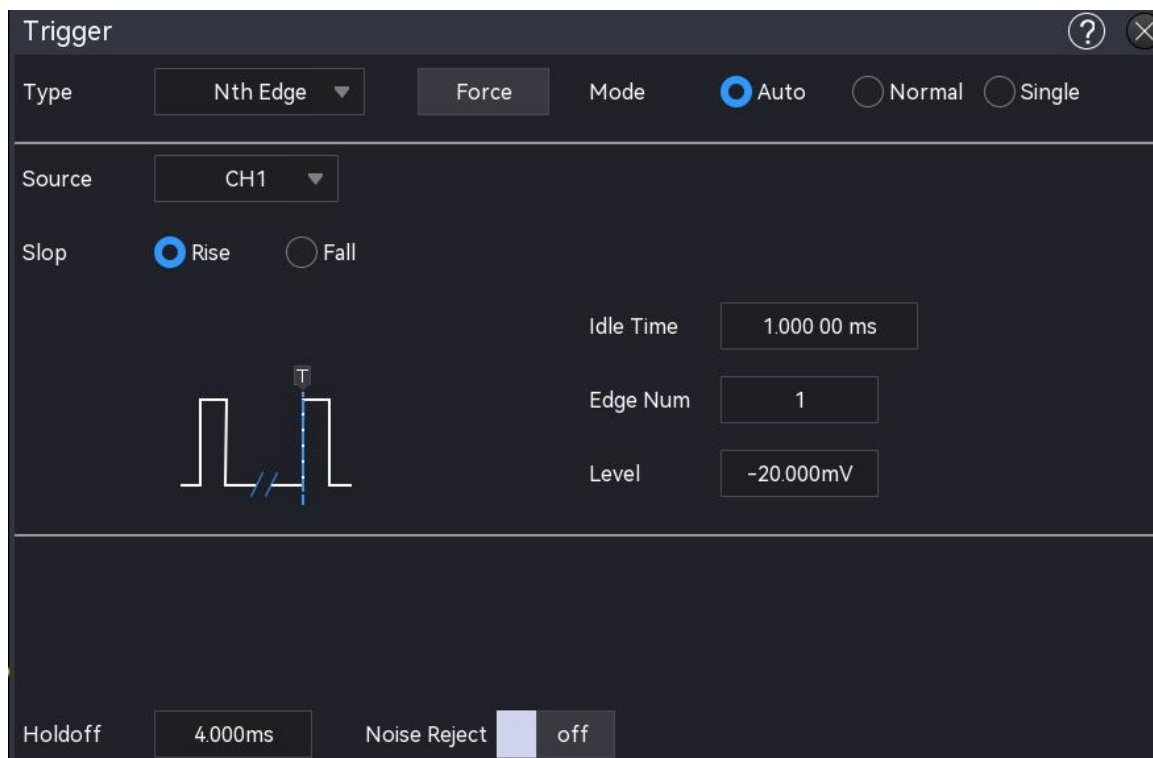 Trigger ?
Type Nth Edge Force Mode Auto Normal Single
Source CH1
Slop Rise Fall
Idle Time 1.000 00 ms
T
Edge Num 1
Level -20.000mV
Holdoff 4.000ms Noise Reject off